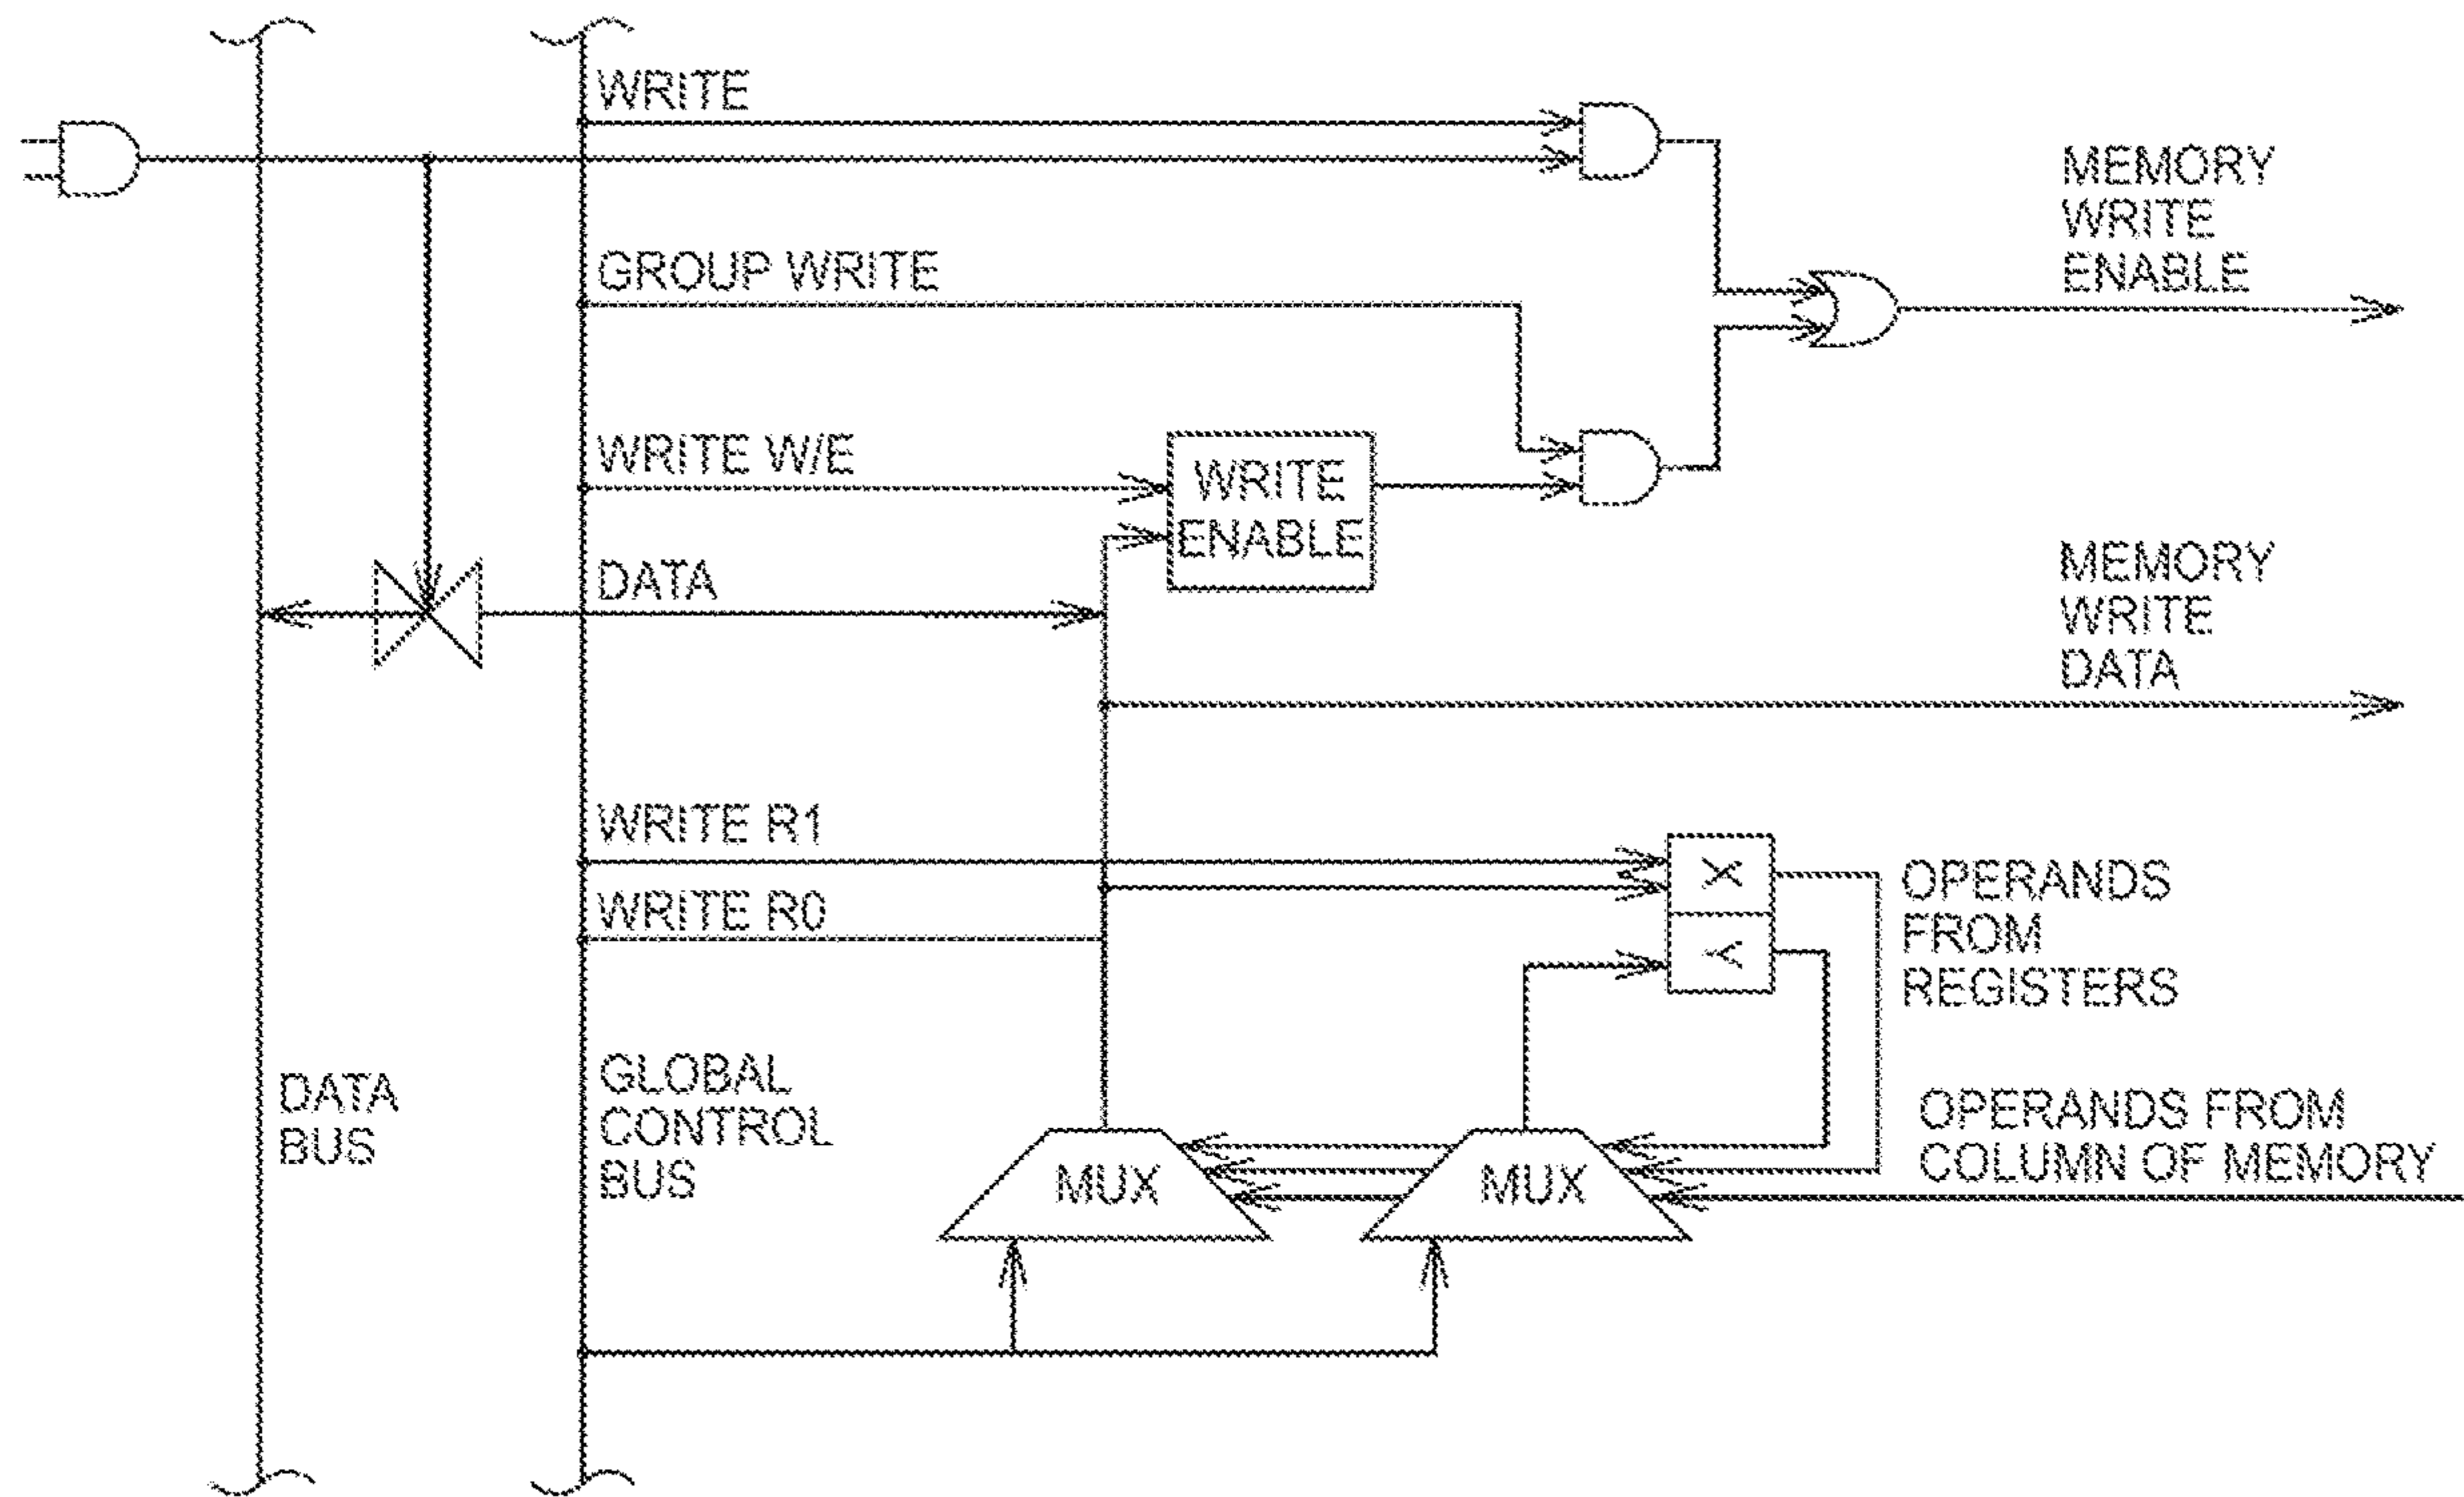 WRITE
MEMORY
WRITE
ENABLE
GROUP WRITE
WRITE W/E
WRITE
ENABLE
DATA
MEMORY
WRITE
DATA
WRITE R1
X
OPERANDS
FROM
REGISTERS
WRITE R0
Y
DATA
BUS
GLOBAL
CONTROL
BUS
MUX
MUX
OPERANDS FROM
COLUMN OF MEMORY